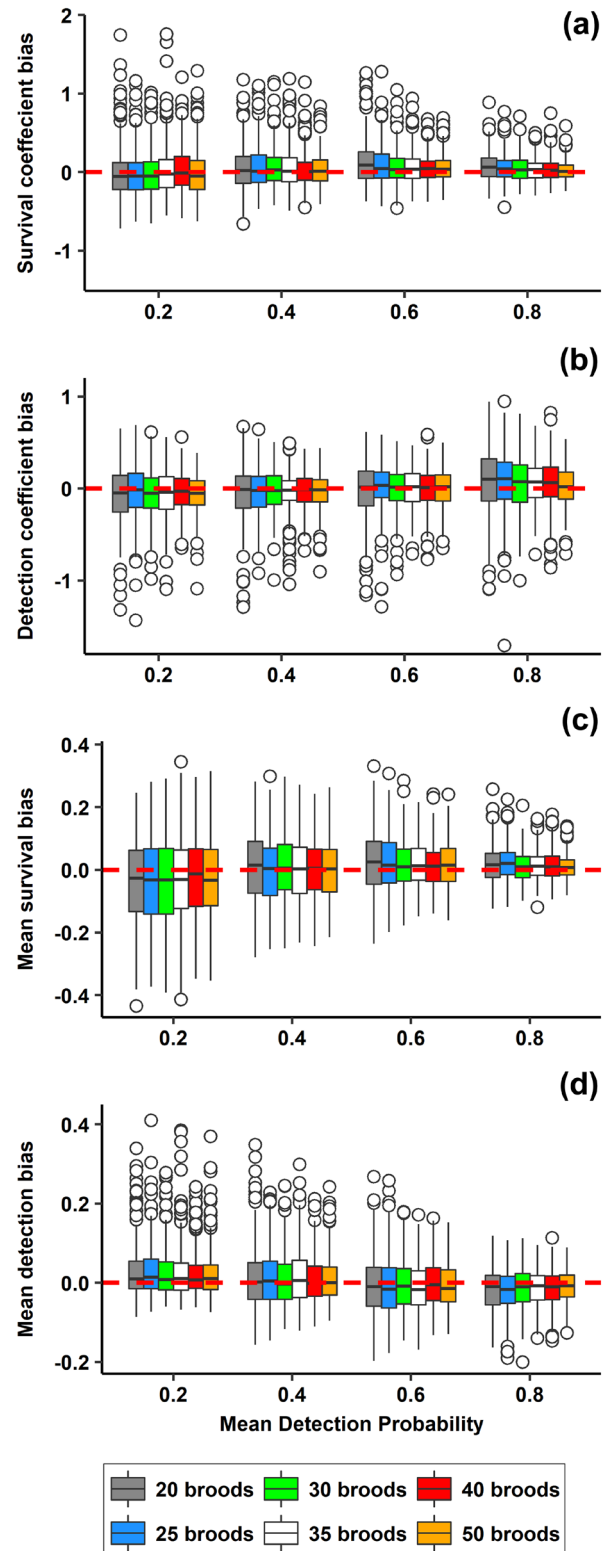 (a)
Survival coeffecient bias
2
1
0
-1
0.2 0.4 0.6 0.8
(b)
Detection coefficient bias
1
0
-1
0.2 0.4 0.6 0.8
(c)
Mean survival bias
0.4
0.2
0.0
-0.2
-0.4
0.2 0.4 0.6 0.8
(d)
Mean detection bias
0.4
0.2
0.0
-0.2
0.2 0.4 0.6 0.8
Mean Detection Probability
20 broods 30 broods 40 broods
25 broods 35 broods 50 broods